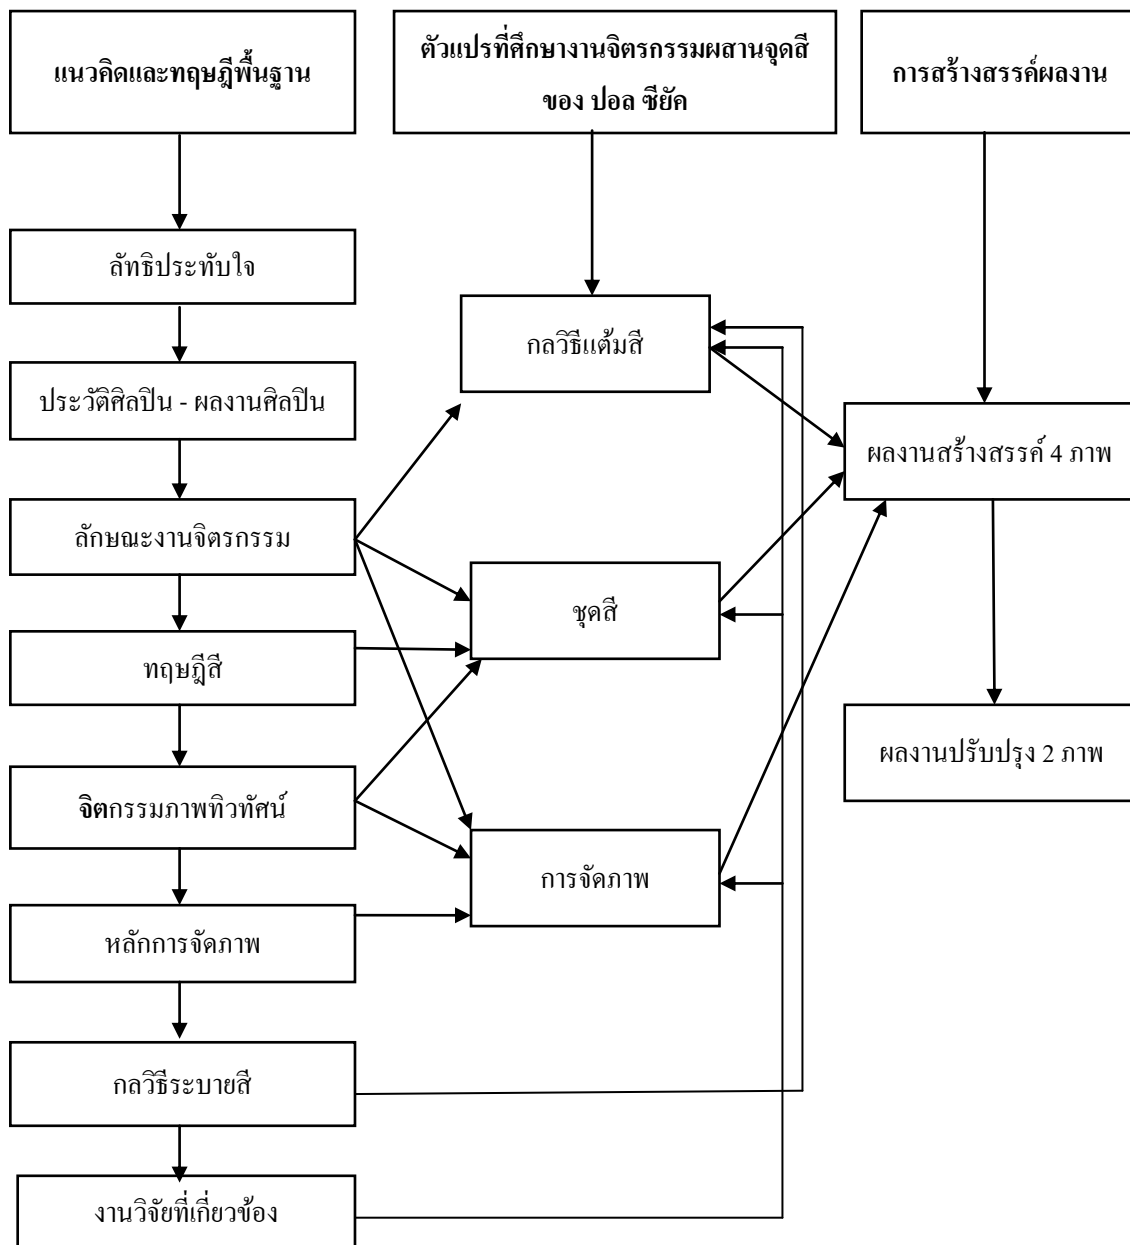 แนวคิดและทฤษฎีพื้นฐาน
ตัวแปรที่ศึกษางานจิตรกรรมผสานจุดสี
ของ ปอล ซียัค
การสร้างสรรค์ผลงาน
ลัทธิประทับใจ
ประวัติศิลปิน - ผลงานศิลปิน
ลักษณะงานจิตรกรรม
ทฤษฎีสี
จิตกรรมภาพทิวทัศน์
หลักการจัดภาพ
กลวิธีระบายสี
งานวิจัยที่เกี่ยวข้อง
กลวิธีแต้มสี
ชุดสี
การจัดภาพ
ผลงานสร้างสรรค์ 4 ภาพ
ผลงานปรับปรุง 2 ภาพ